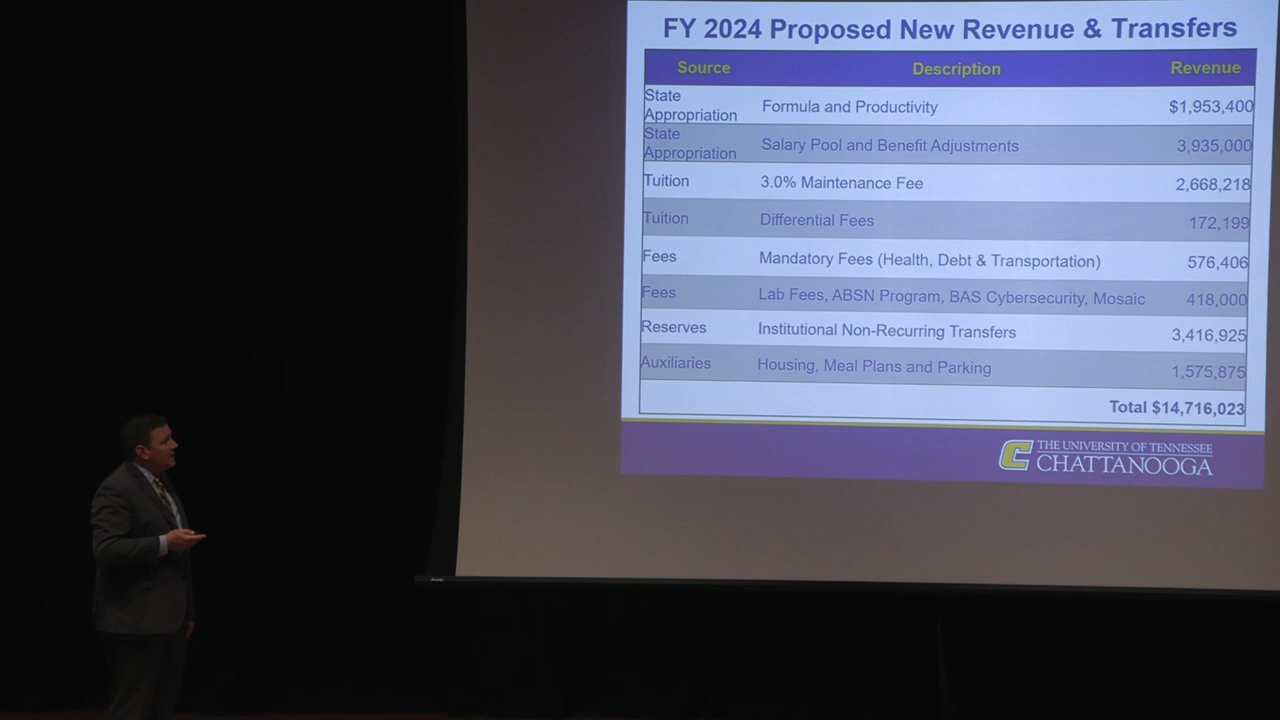 FY 2024 Proposed New Revenue & Transfers
Source Description Revenue
State Appropriation Formula and Productivity $1,953,400
State Appropriation Salary Pool and Benefit Adjustments 3,935,000
Tuition 3.0% Maintenance Fee 2,668,218
Tuition Differential Fees 172,199
Fees Mandatory Fees (Health, Debt & Transportation) 576,406
Fees Lab Fees, ABSN Program, BAS Cybersecurity, Mosaic 418,000
Reserves Institutional Non-Recurring Transfers 3,416,925
Auxiliaries Housing, Meal Plans and Parking 1,575,875
Total $14,716,023
C THE UNIVERSITY OF TENNESSEE
CHATTANOOGA